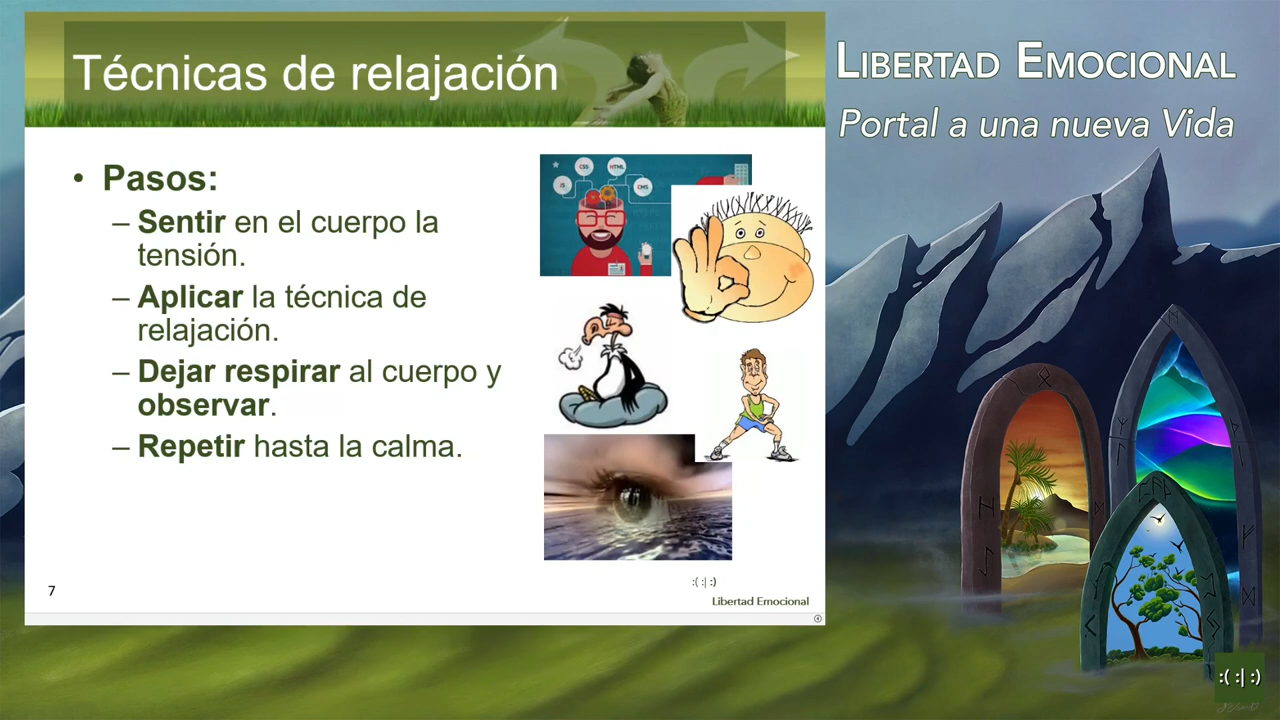 Técnicas de relajación
LIBERTAD EMOCIONAL
Portal a una nueva Vida
• Pasos:
– Sentir en el cuerpo la
tensión.
– Aplicar la técnica de
relajación.
– Dejar respirar al cuerpo y
observar.
– Repetir hasta la calma.
CSS
HTML
JS
CMS
7
:( :| :)
Libertad Emocional
:( :| :)